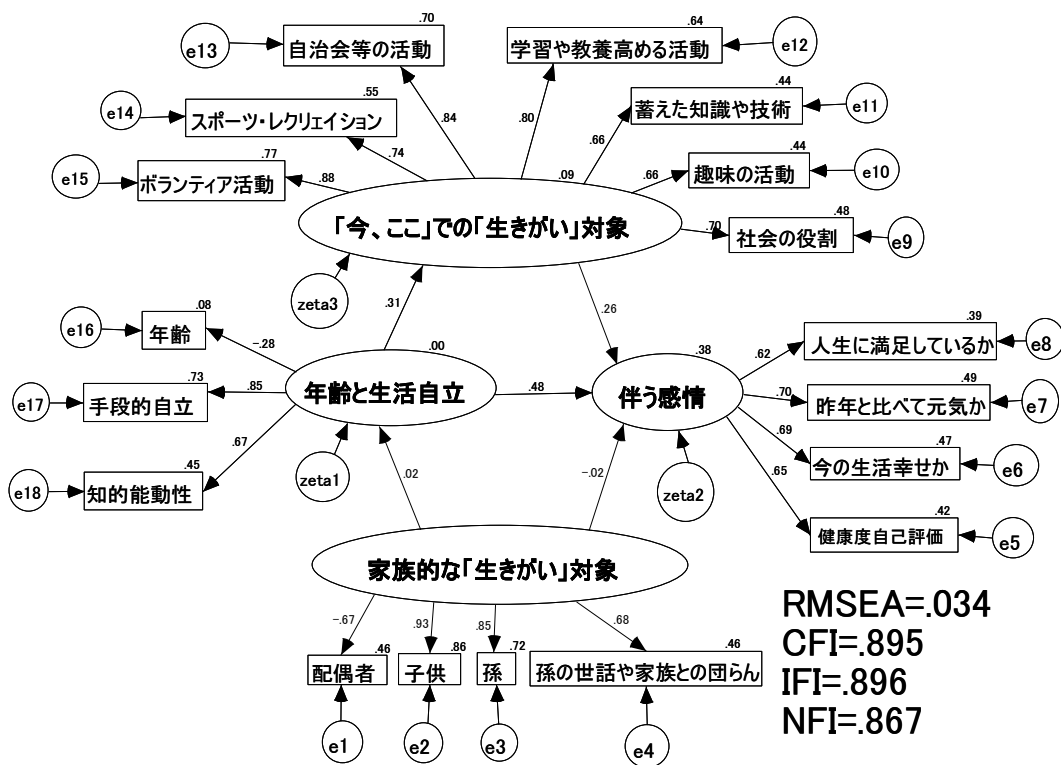 .70
e13
自治会等の活動
.64
学習や教養高める活動
e12
.55
e14
スポーツ・レクリェイション
.84
.80
.44
蓄えた知識や技術
e11
.66
.74
.77
e15
ボランティア活動
.88
.09
.66
.44
趣味の活動
e10
「今、ここ」での「生きがい」対象
.70
.48
社会の役割
e9
zeta3
.31
.26
.08
e16
年齢
-.28
.00
.38
.39
人生に満足しているか
e8
.62
.73
e17
手段的自立
.85
年齢と生活自立
.48
伴う感情
.70
.49
昨年と比べて元気か
e7
.69
.67
.45
e18
知的能動性
zeta1
.02
-.02
zeta2
.65
.47
今の生活幸せか
e6
.42
健康度自己評価
e5
家族的な「生きがい」対象
-.67
.93
.85
.68
.46
配偶者
.86
子供
.72
孫
.46
孫の世話や家族との団らん
e1
e2
e3
e4
RMSEA=.034
CFI=.895
IFI=.896
NFI=.867